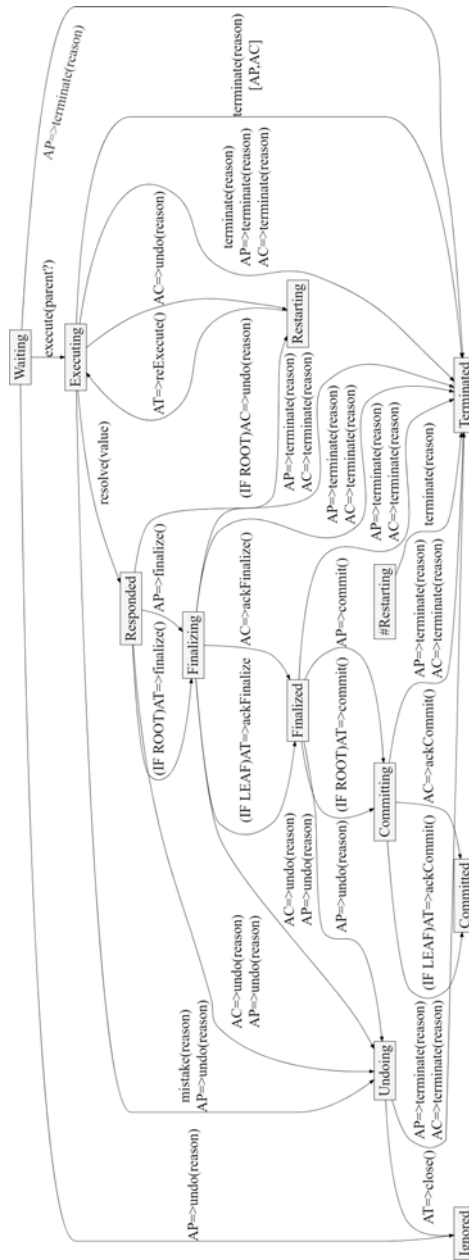 Waiting
AP=>terminate(reason)
execute(parent?)
Executing
AP=>undo(reason)
mistake(reason)
AP=>undo(reason)
resolve(value)
AT=>reExecute()
AC=>undo(reason)
terminate(reason)
AP=>terminate(reason)
AC=>terminate(reason)
terminate(reason)
[AP,AC]
Responded
Restarting
(IF ROOT)AT=>finalize()
AP=>finalize()
(IF ROOT)AC=>undo(reason)
AC=>undo(reason)
AP=>undo(reason)
Finalizing
AP=>terminate(reason)
AC=>terminate(reason)
(IF LEAF)AT=>ackFinalize
AC=>ackFinalize()
AP=>terminate(reason)
AC=>terminate(reason)
AC=>undo(reason)
AP=>undo(reason)
Finalized
AP=>undo(reason)
(IF ROOT)AT=>commit()
AP=>commit()
AP=>terminate(reason)
AC=>terminate(reason)
#Restarting
terminate(reason)
Undoing
Committing
AP=>terminate(reason)
AC=>terminate(reason)
AT=>close()
AP=>terminate(reason)
AC=>terminate(reason)
(IF LEAF)AT=>ackCommit()
AC=>ackCommit()
Ignored
Committed
Terminated